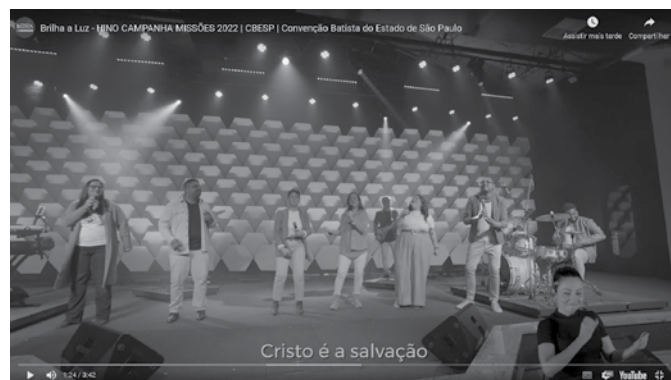 Brilha a Luz - HINO CAMPANHA MISSÕES 2022 | CBESP | Convenção Batista do Estado de São Paulo
Assistir mais tarde
Compartilhar
Cristo é a salvação
1:24 / 3:42
YouTube